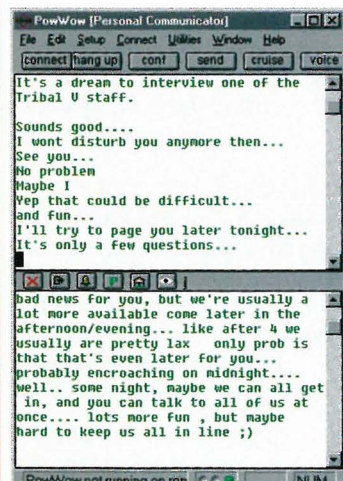 PowWow [Personal Communicator]
File Edit Setup Connect Utilities Window Help
connect hang up conf send cruise voice
It's a dream to interview one of the
Tribal V staff.
Sounds good....
I wont disturb you anymore then...
See you...
No problem
Maybe I
Yep that could be difficult...
and fun...
I'll try to page you later tonight...
It's only a few questions...
bad news for you, but we're usually a
lot more available come later in the
afternoon/evening... like after 4 we
usually are pretty lax only prob is
that that's even later for you...
probably encroaching on midnight....
well.. some night, maybe we can all get
in, and you can talk to all of us at
once.... lots more fun , but maybe
hard to keep us all in line ;)
PowWow not running on NUM